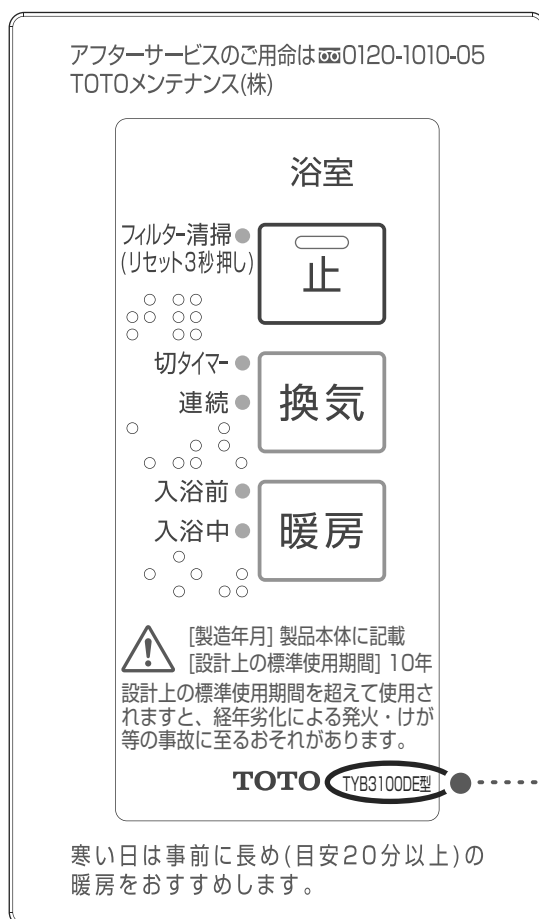 アフターサービスのご用命は0120-1010-05
TOTOメンテナンス(株)
浴室
フィルター清掃
(リセット3秒押し)
止
切タイマー
連続
換気
入浴前
入浴中
暖房
[製造年月] 製品本体に記載
[設計上の標準使用期間] 10年
設計上の標準使用期間を超えて使用さ
れますと、経年劣化による発火・けが
等の事故に至るおそれがあります。
TOTO TYB3100DE型
寒い日は事前に長め(目安20分以上)の
暖房をおすすめします。